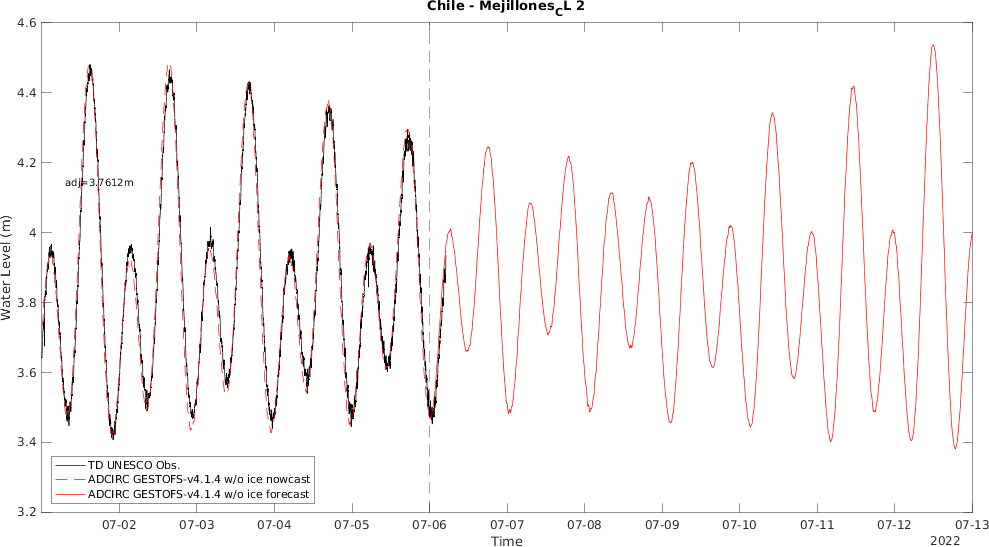 Chile - Mejillones_CL 2
4.6
4.4
4.2
4
3.8
3.6
3.4
3.2
Water Level (m)
adj=3.7612m
TD UNESCO Obs.
ADCIRC GESTOFS-v4.1.4 w/o ice nowcast
ADCIRC GESTOFS-v4.1.4 w/o ice forecast
07-02 07-03 07-04 07-05 07-06 07-07 07-08 07-09 07-10 07-11 07-12 07-13
Time
2022